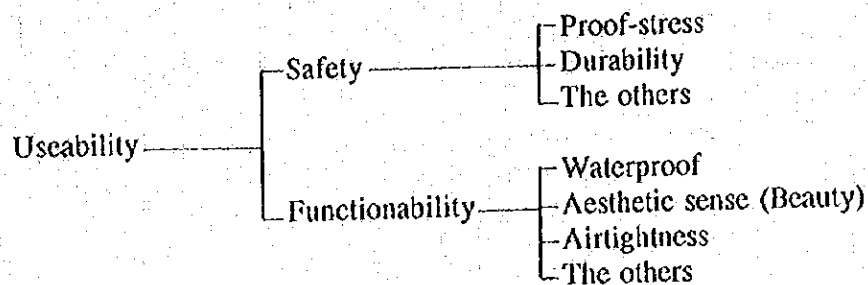 Proof-stress
Safety
Durability
The others
Useability
Waterproof
Functionability
Aesthetic sense (Beauty)
Airtightness
The others